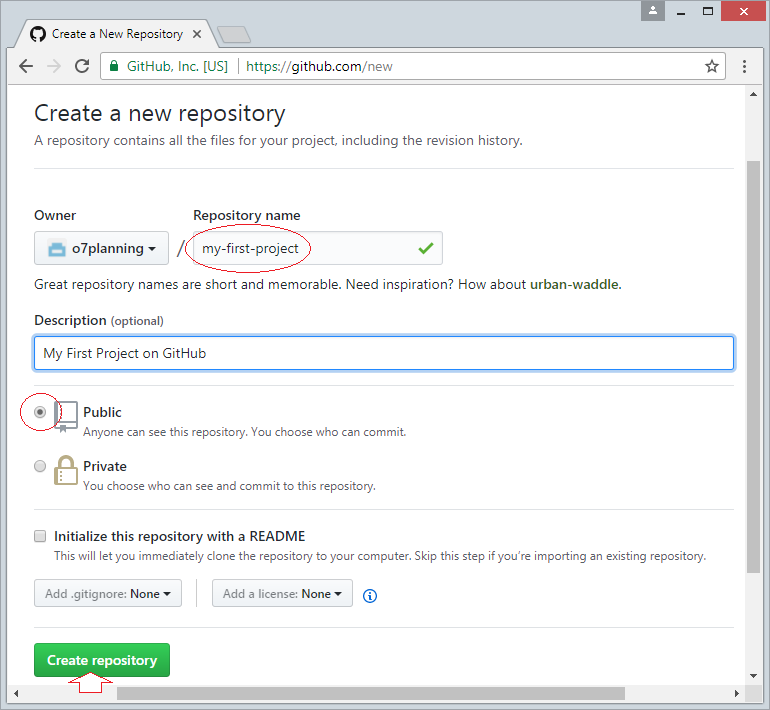 Create a New Repository
GitHub, Inc. [US] https://github.com/new
Create a new repository
A repository contains all the files for your project, including the revision history.
Owner Repository name
o7planning / my-first-project
Great repository names are short and memorable. Need inspiration? How about urban-waddle.
Description (optional)
My First Project on GitHub
Public
Anyone can see this repository. You choose who can commit.
Private
You choose who can see and commit to this repository.
Initialize this repository with a README
This will let you immediately clone the repository to your computer. Skip this step if you’re importing an existing repository.
Add .gitignore: None Add a license: None
Create repository